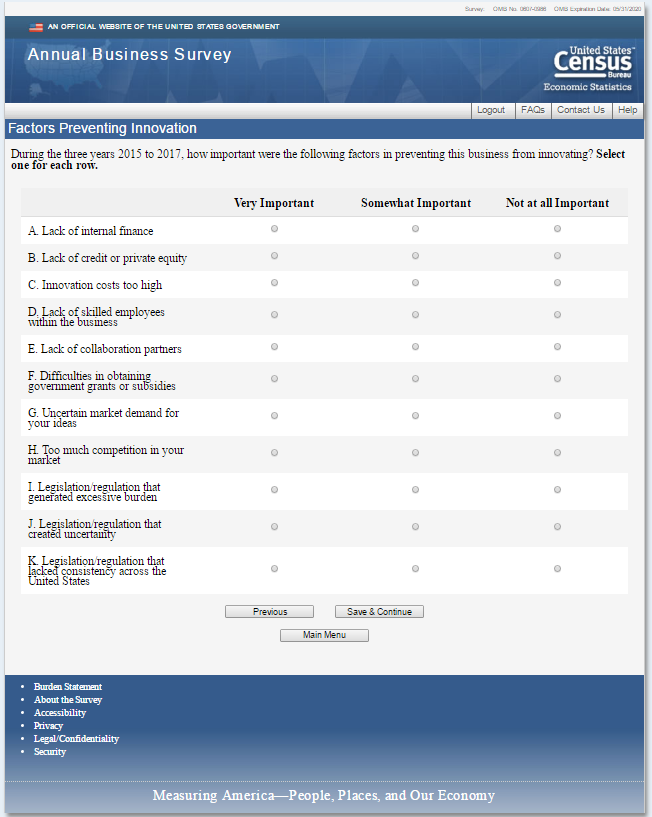 Survey: OMB No. 0607-0986 OMB Expiration Date: 05/31/2020
AN OFFICIAL WEBSITE OF THE UNITED STATES GOVERNMENT
Annual Business Survey
United States™
Census
Bureau
Economic Statistics
Logout FAQs Contact Us Help
Factors Preventing Innovation
During the three years 2015 to 2017, how important were the following factors in preventing this business from innovating? Select
one for each row.
Very Important Somewhat Important Not at all Important
A. Lack of internal finance
B. Lack of credit or private equity
C. Innovation costs too high
D. Lack of skilled employees
within the business
E. Lack of collaboration partners
F. Difficulties in obtaining
government grants or subsidies
G. Uncertain market demand for
your ideas
H. Too much competition in your
market
I. Legislation/regulation that
generated excessive burden
J. Legislation/regulation that
created uncertainty
K. Legislation/regulation that
lacked consistency across the
United States
Previous Save & Continue
Main Menu
• Burden Statement
• About the Survey
• Accessibility
• Privacy
• Legal/Confidentiality
• Security
Measuring America—People, Places, and Our Economy